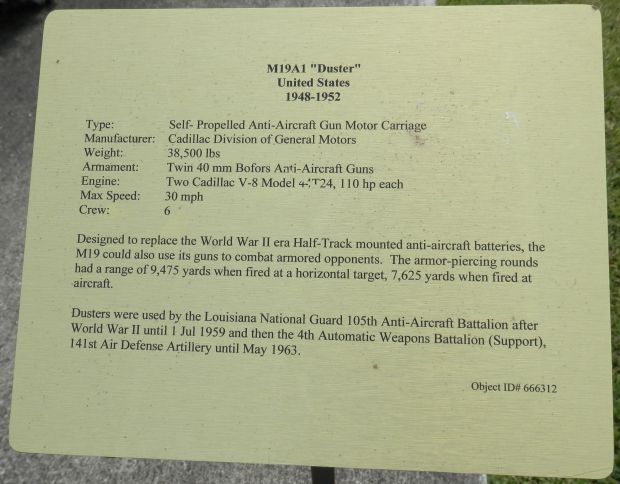 M19A1 "Duster"
United States
1948-1952
Type: Self- Propelled Anti-Aircraft Gun Motor Carriage
Manufacturer: Cadillac Division of General Motors
Weight: 38,500 lbs
Armament: Twin 40 mm Bofors Anti-Aircraft Guns
Engine: Two Cadillac V-8 Model 44T24, 110 hp each
Max Speed: 30 mph
Crew: 6
Designed to replace the World War II era Half-Track mounted anti-aircraft batteries, the
M19 could also use its guns to combat armored opponents. The armor-piercing rounds
had a range of 9,475 yards when fired at a horizontal target, 7,625 yards when fired at
aircraft.
Dusters were used by the Louisiana National Guard 105th Anti-Aircraft Battalion after
World War II until 1 Jul 1959 and then the 4th Automatic Weapons Battalion (Support),
141st Air Defense Artillery until May 1963.
Object ID# 666312